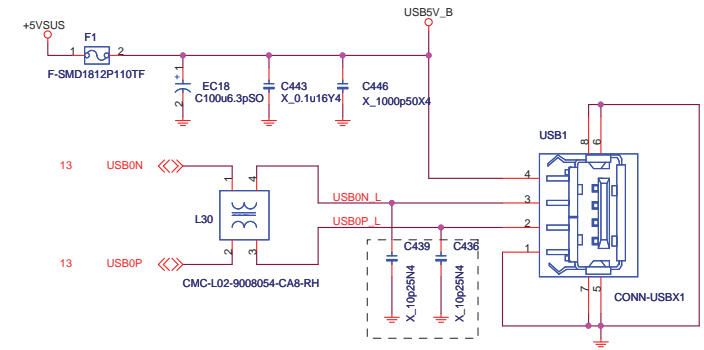 +5VSUS
USB5V_B
F1
1
2
F-SMD1812P110TF
+
1
2
EC18
C100u6.3pSO
C443
X_0.1u16Y4
C446
X_1000p50X4
USB1
8
6
13
USB0N
1
4
4
USB0N_L
3
L30
USB0P_L
2
1
2
3
C439
C436
13
USB0P
CMC-L02-9008054-CA8-RH
X_10p25N4
X_10p25N4
7
5
CONN-USBX1